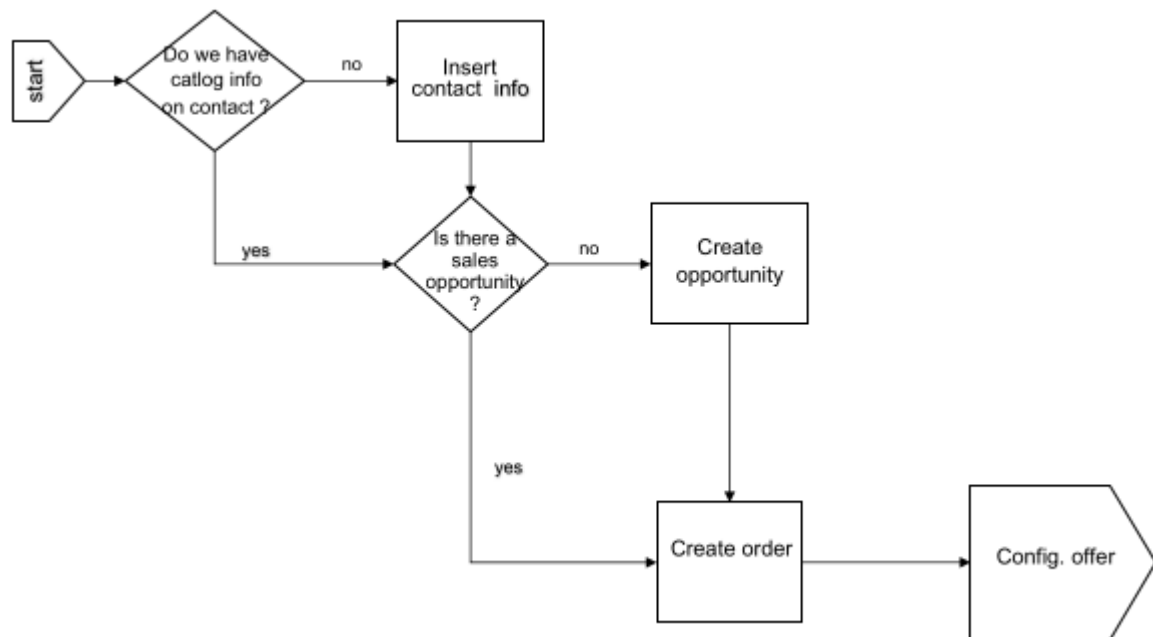 start
Do we have
catlog info
on contact ?
no
Insert
contact info
yes
Is there a
sales
opportunity
?
no
Create
opportunity
yes
Create order
Config. offer